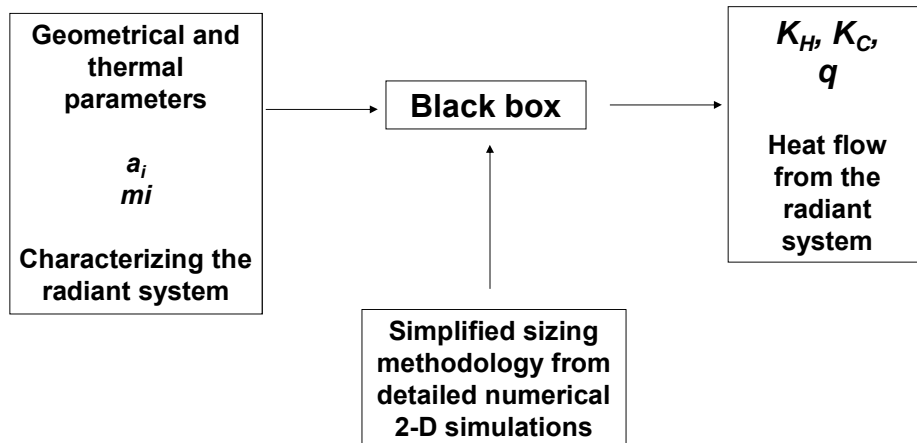 Geometrical and
thermal
parameters
a_i
mi
Characterizing the
radiant system
Black box
Simplified sizing
methodology from
detailed numerical
2-D simulations
K_H, K_C,
q
Heat flow
from the
radiant
system